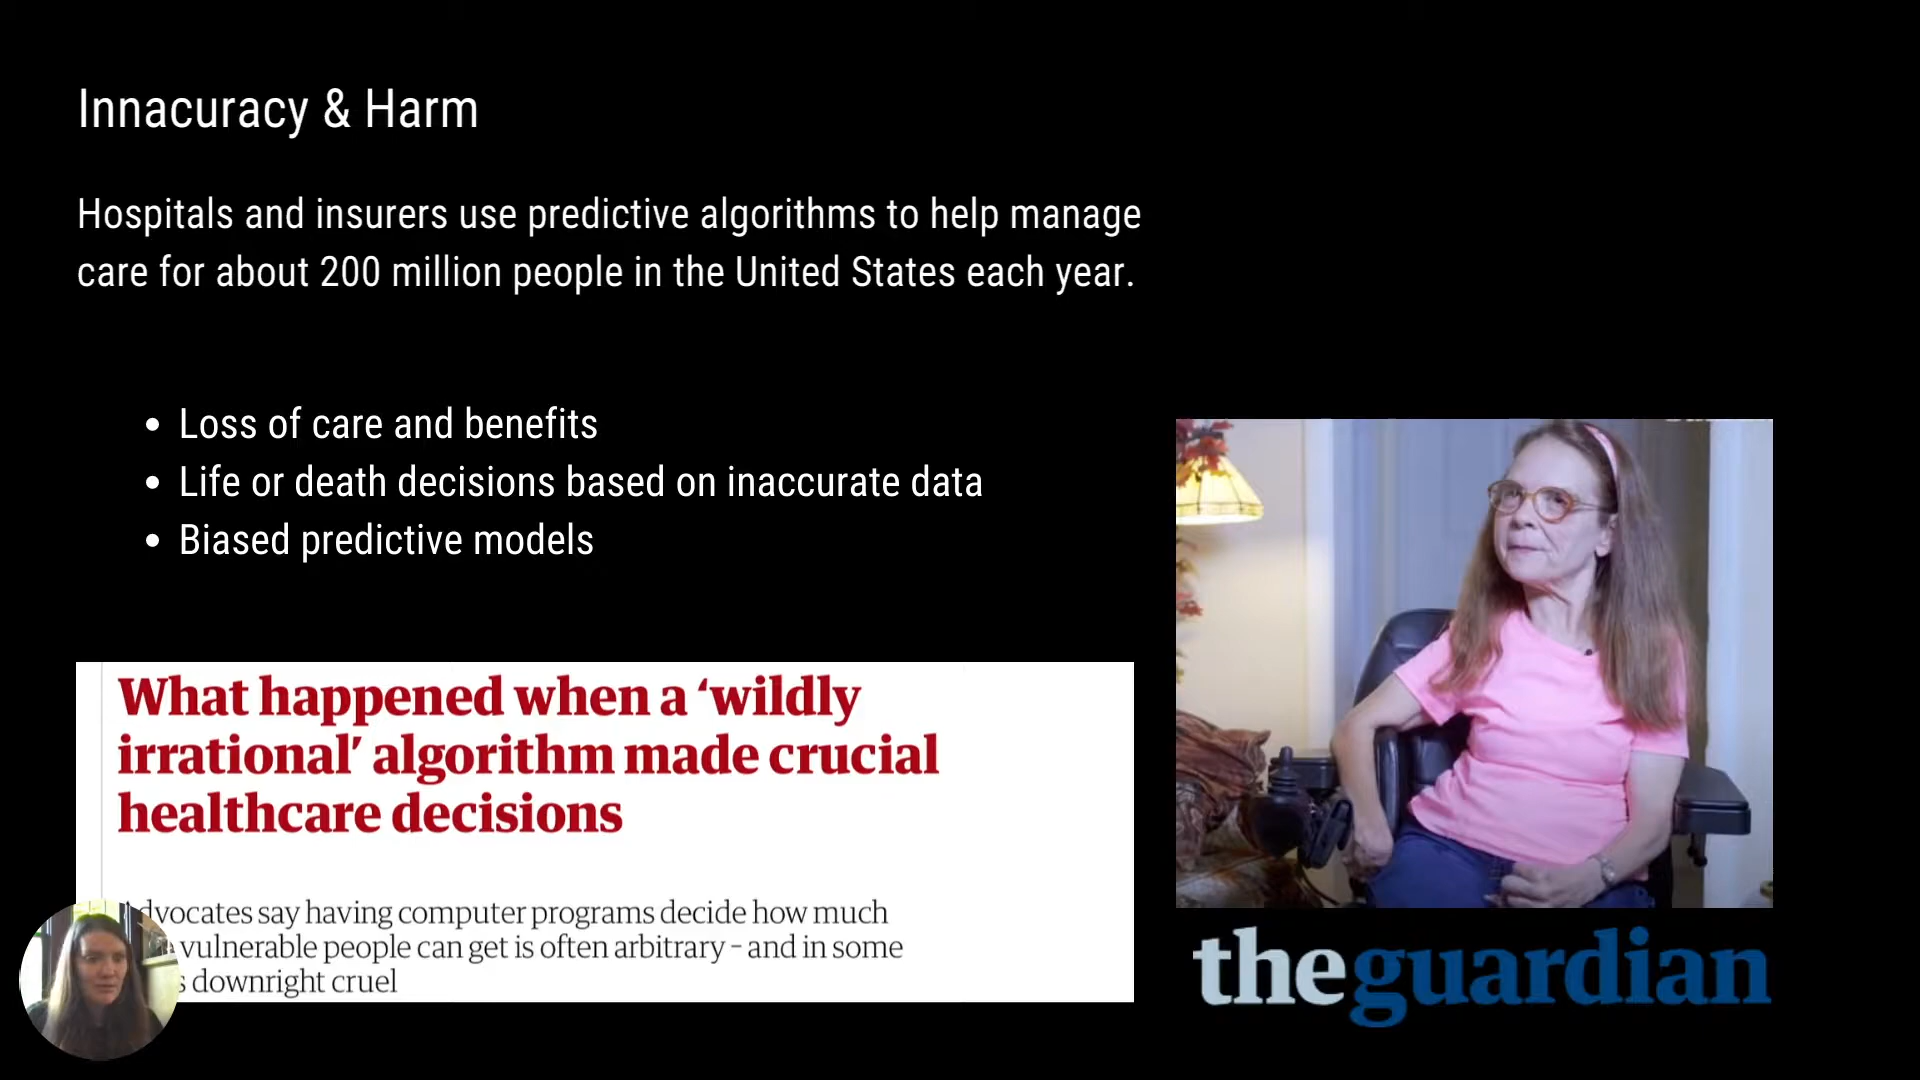 Innacuracy & Harm
Hospitals and insurers use predictive algorithms to help manage
care for about 200 million people in the United States each year.
• Loss of care and benefits
• Life or death decisions based on inaccurate data
• Biased predictive models
What happened when a ‘wildly
irrational’ algorithm made crucial
healthcare decisions
Advocates say having computer programs decide how much
vulnerable people can get is often arbitrary – and in some
downright cruel
theguardian